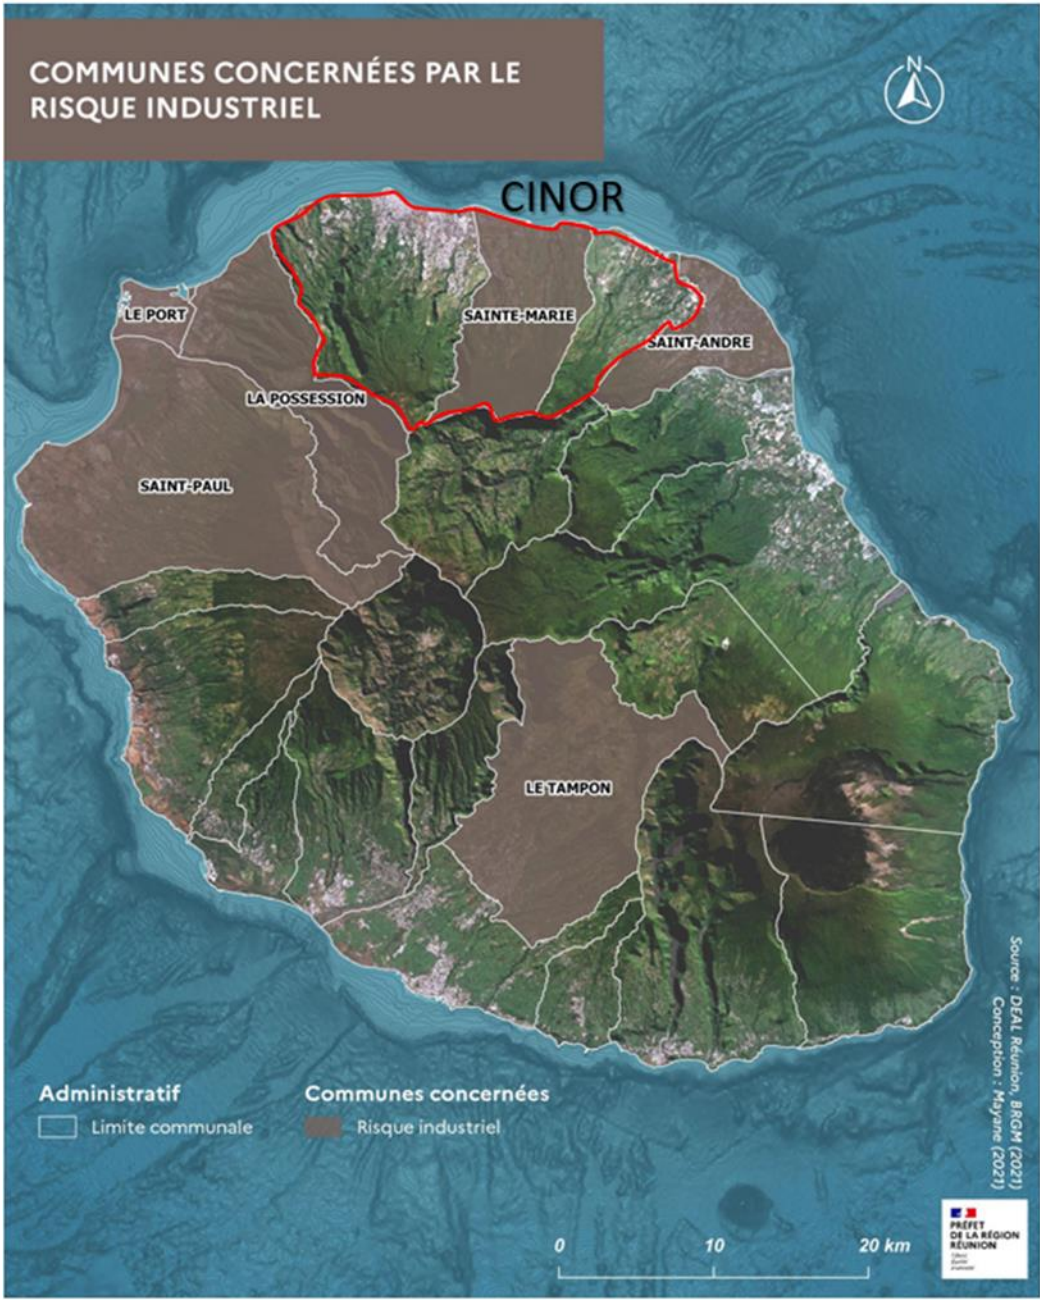 COMMUNES CONCERNÉES PAR LE
RISQUE INDUSTRIEL
N
CINOR
LE PORT
SAINTE-MARIE
SAINT-ANDRE
LA POSSESSION
SAINT-PAUL
LE TAMPON
Source : DEAL Réunion, BRGM (2021)
Conception : Mayane (2021)
Administratif
Limite communale
Communes concernées
Risque industriel
0 10 20 km
PRÉFET
DE LA RÉGION
RÉUNION